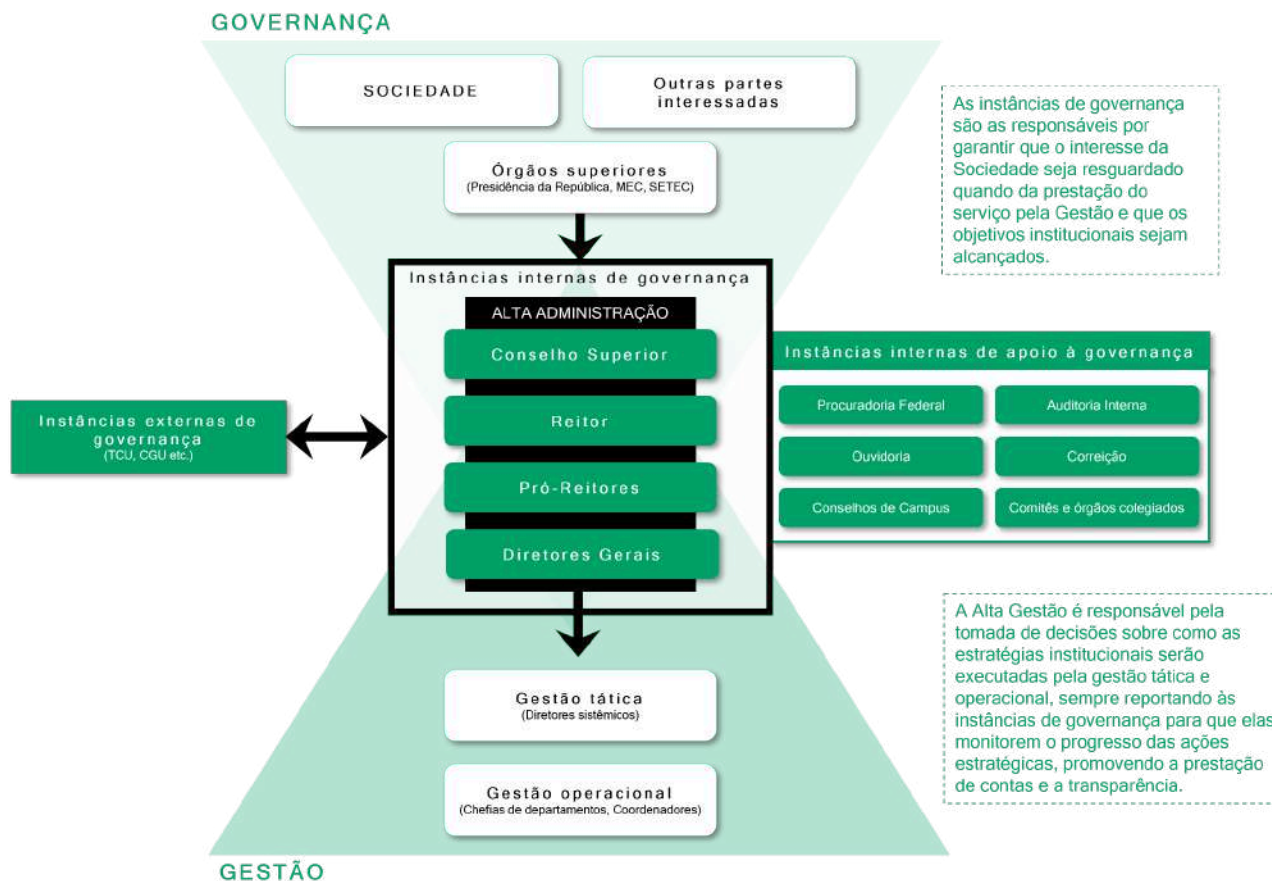 GOVERNANÇA
SOCIEDADE
Outras partes
interessadas
As instâncias de governança
são as responsáveis por
garantir que o interesse da
Sociedade seja resguardado
quando da prestação do
serviço pela Gestão e que os
objetivos institucionais sejam
alcançados.
Órgãos superiores
(Presidência da República, MEC, SETEC)
Instâncias internas de governança
ALTA ADMINISTRAÇÃO
Conselho Superior
Reitor
Pró-Reitores
Diretores Gerais
Instâncias externas de
governança
(TCU, CGU etc.)
Instâncias internas de apoio à governança
Procuradoria Federal
Auditoria Interna
Ouvidoria
Correição
Conselhos de Campus
Comitês e órgãos colegiados
A Alta Gestão é responsável pela
tomada de decisões sobre como as
estratégias institucionais serão
executadas pela gestão tática e
operacional, sempre reportando às
instâncias de governança para que elas
monitorem o progresso das ações
estratégicas, promovendo a prestação
de contas e a transparência.
Gestão tática
(Diretores sistêmicos)
Gestão operacional
(Chefias de departamentos, Coordenadores)
GESTÃO